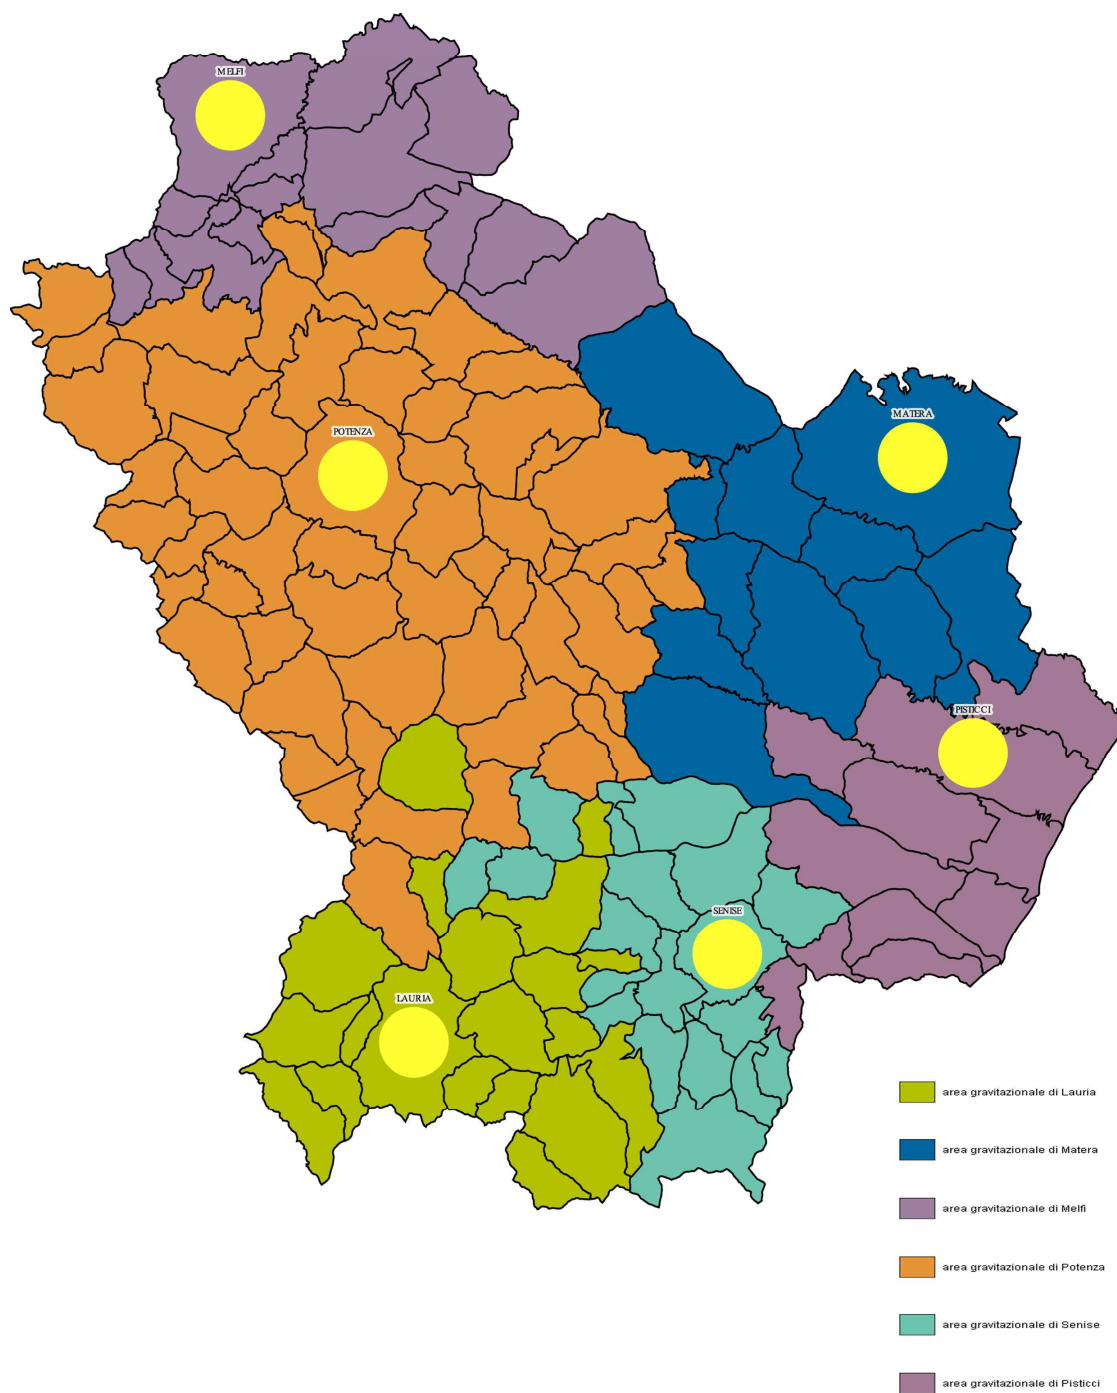 MELFI
MATERA
POTENZA
PISTICCI
SENISE
LAURIA
area gravitazionale di Lauria
area gravitazionale di Matera
area gravitazionale di Melfi
area gravitazionale di Potenza
area gravitazionale di Senise
area gravitazionale di Pisticci